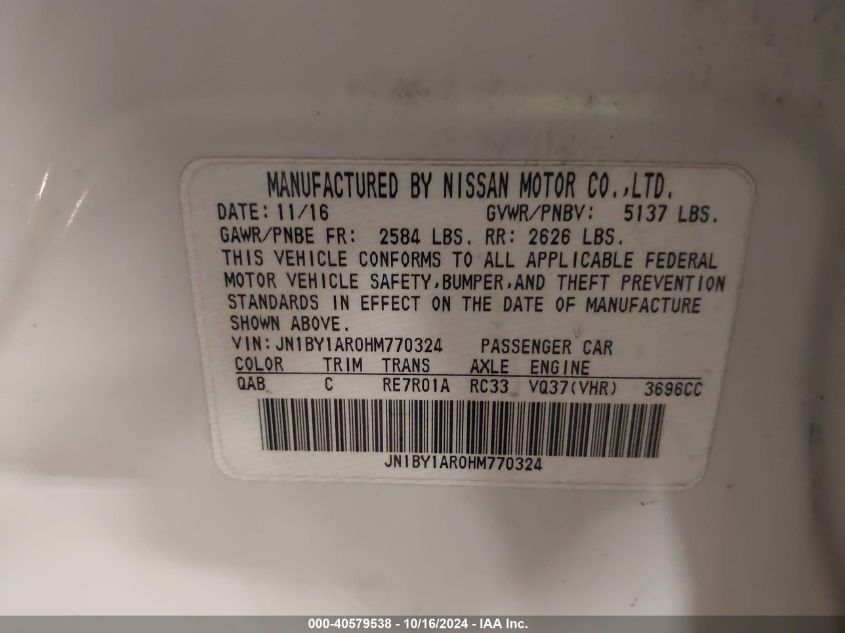 MANUFACTURED BY NISSAN MOTOR CO.,LTD.
DATE: 11/16 GVWR/PNBV: 5137 LBS.
GAWR/PNBE FR: 2584 LBS. RR: 2626 LBS.
THIS VEHICLE CONFORMS TO ALL APPLICABLE FEDERAL
MOTOR VEHICLE SAFETY,BUMPER,AND THEFT PREVENTION
STANDARDS IN EFFECT ON THE DATE OF MANUFACTURE
SHOWN ABOVE.
VIN:JN1BY1AR0HM770324 PASSENGER CAR
COLOR TRIM TRANS AXLE ENGINE
QAB C RE7R01A RC33 VQ37(VHR) 3696CC
JN1BY1AR0HM770324
000-40579538 - 10/16/2024 - IAA Inc.